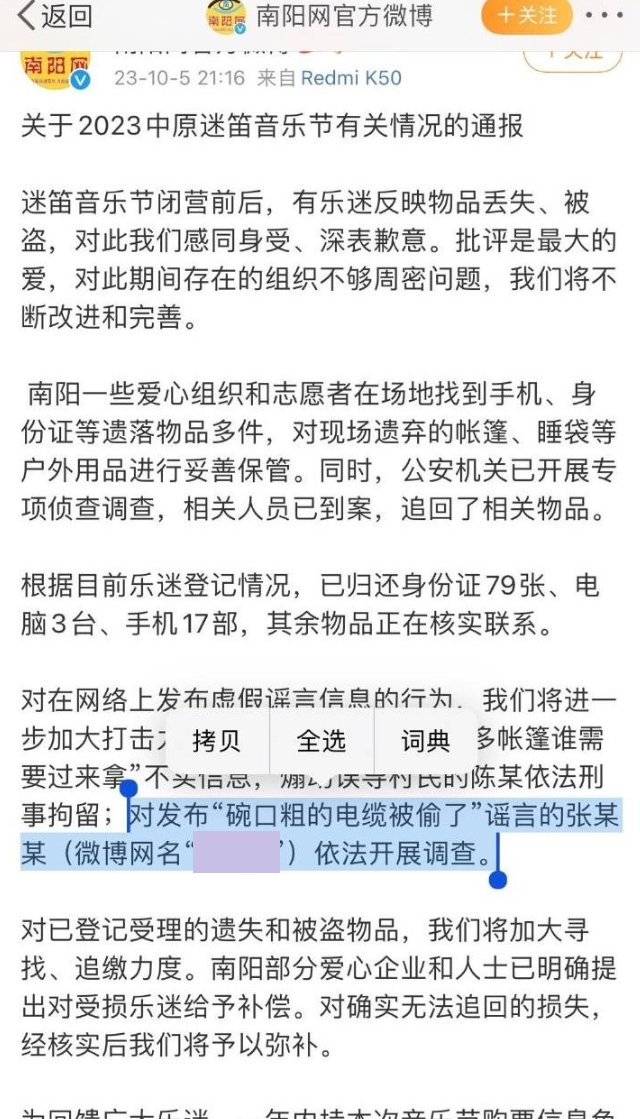 返回
南阳网官方微博
+关注
•••
南阳网
23-10-5 21:16 来自 Redmi K50
关于2023中原迷笛音乐节有关情况的通报
迷笛音乐节闭营前后，有乐迷反映物品丢失、被
盗，对此我们感同身受、深表歉意。批评是最大的
爱，对此期间存在的组织不够周密问题，我们将不
断改进和完善。
南阳一些爱心组织和志愿者在场地找到手机、身
份证等遗落物品多件，对现场遗弃的帐篷、睡袋等
户外用品进行妥善保管。同时，公安机关已开展专
项侦查调查，相关人员已到案，追回了相关物品。
根据目前乐迷登记情况，已归还身份证79张、电
脑3台、手机17部，其余物品正在核实联系。
对在网络上发布虚假谣言信息的行为，我们将进一
步加大打击
拷贝
全选
词典
多帐篷谁需
要过来拿”不实信息，煽动误导村民的陈某依法刑
事拘留；对发布“碗口粗的电缆被偷了”谣言的张某
某（微博网名“ ”）依法开展调查。
对已登记受理的遗失和被盗物品，我们将加大寻
找、追缴力度。南阳部分爱心企业和人士已明确提
出对受损乐迷给予补偿。对确实无法追回的损失，
经核实后我们将予以弥补。